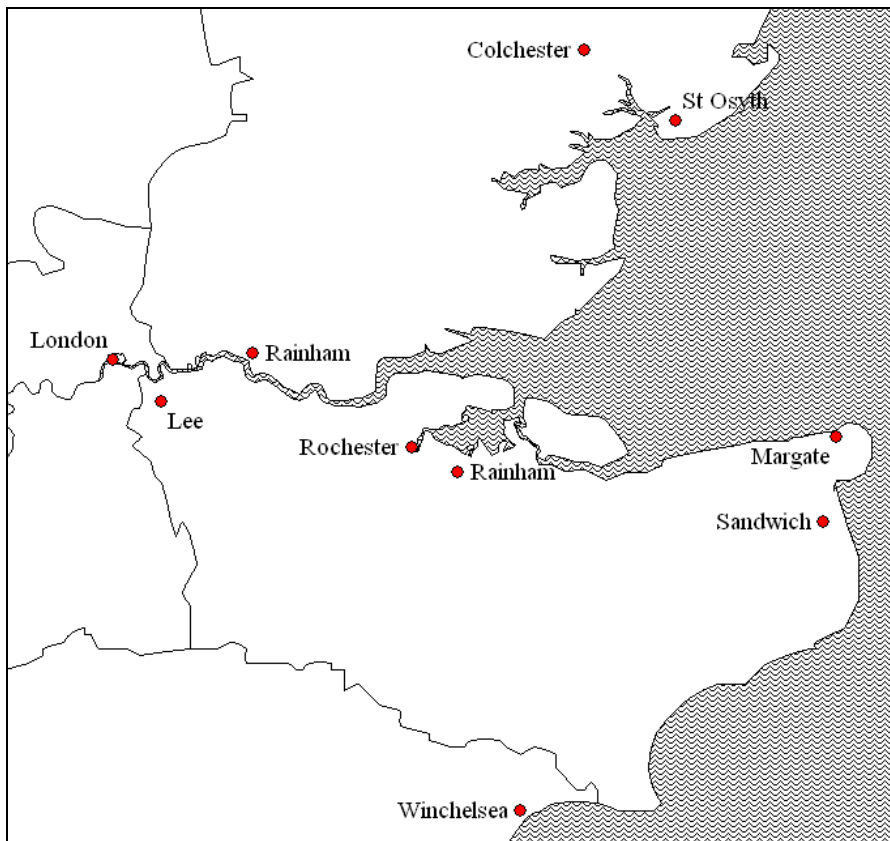 Colchester
St Osyth
London
Rainham
Lee
Rochester
Rainham
Margate
Sandwich
Winchelsea